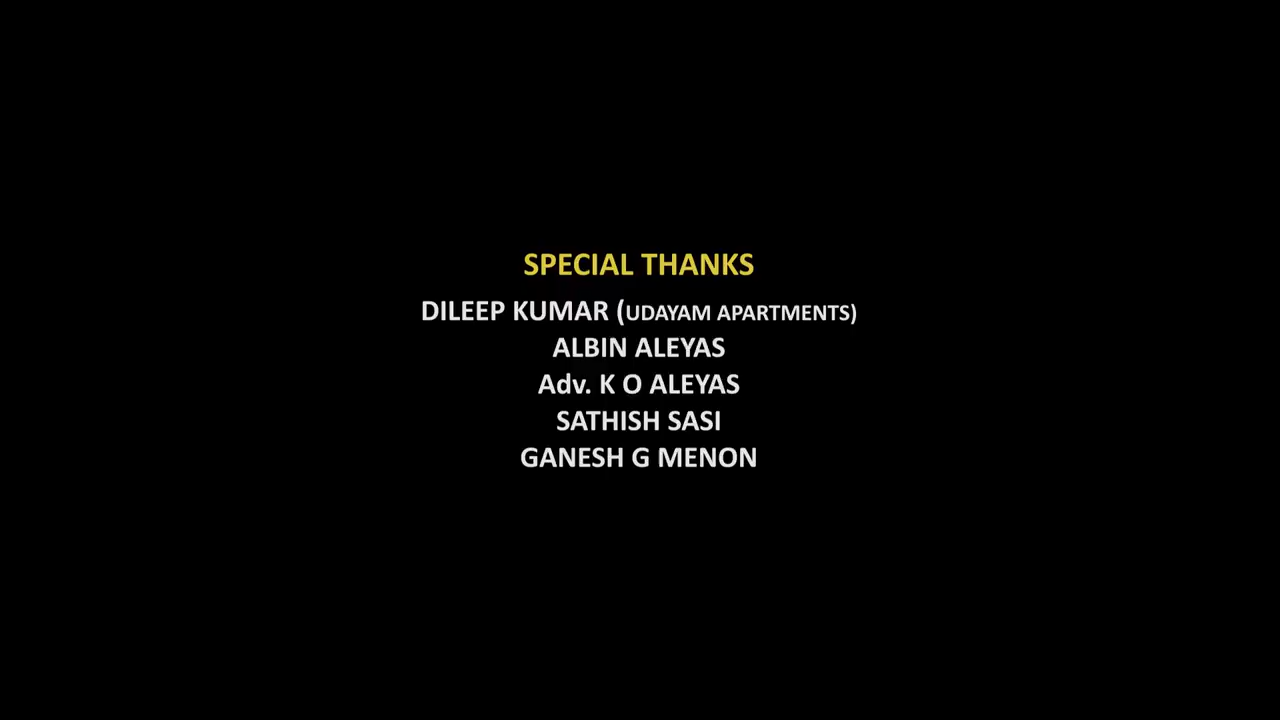 SPECIAL THANKS
DILEEP KUMAR (UDAYAM APARTMENTS)
ALBIN ALEYAS
Adv. K O ALEYAS
SATHISH SASI
GANESH G MENON